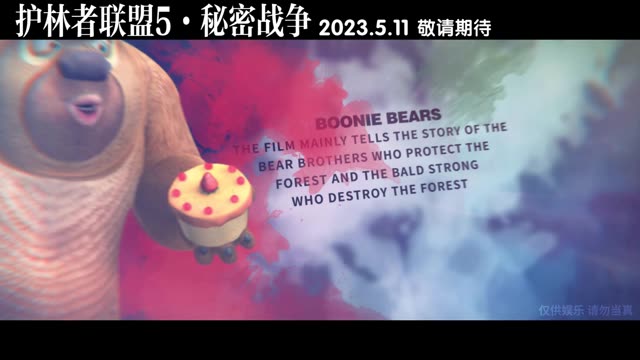 护林者联盟5·秘密战争 2023.5.11 敬请期待
BOONIE BEARS
THE FILM MAINLY TELLS THE STORY OF THE
BEAR BROTHERS WHO PROTECT THE
FOREST AND THE BALD STRONG
WHO DESTROY THE FOREST
仅供娱乐 请勿当真